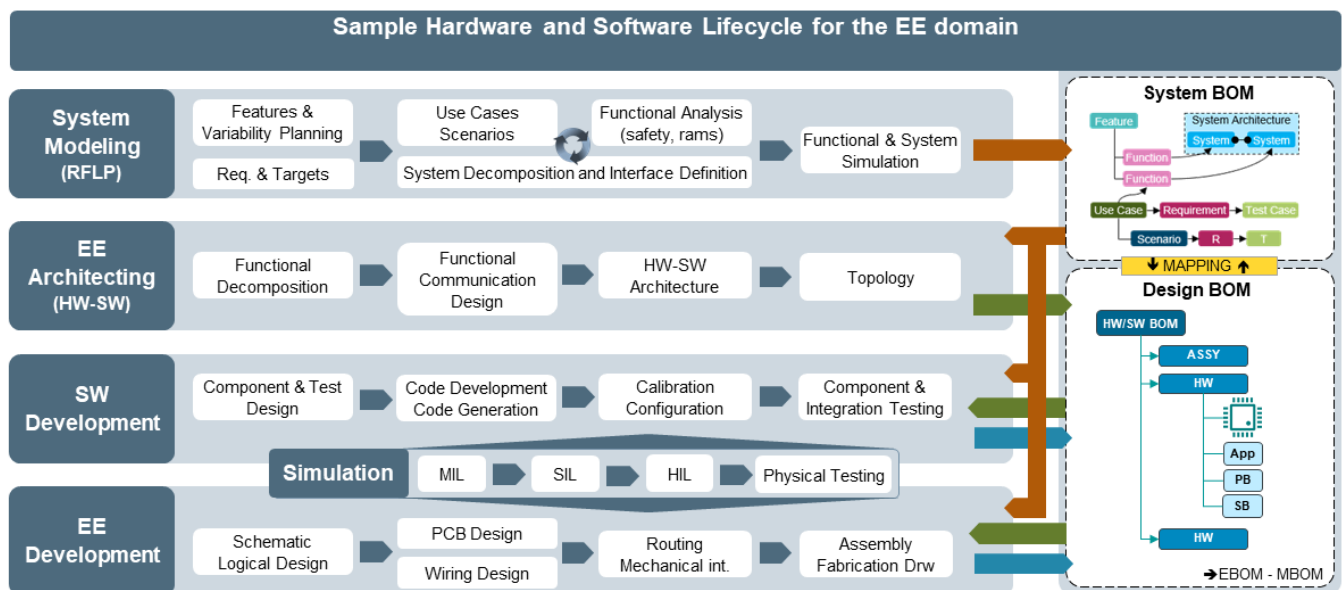 Sample Hardware and Software Lifecycle for the EE domain
System
Modeling
(RFLP)
Features &
Variability Planning
Req. & Targets
Use Cases
Scenarios
Functional Analysis
(safety, rams)
System Decomposition and Interface Definition
Functional & System
Simulation
EE
Architecting
(HW-SW)
Functional
Decomposition
Functional
Communication
Design
HW-SW
Architecture
Topology
SW
Development
Component & Test
Design
Code Development
Code Generation
Calibration
Configuration
Component &
Integration Testing
Simulation
MIL
SIL
HIL
Physical Testing
EE
Development
Schematic
Logical Design
PCB Design
Wiring Design
Routing
Mechanical int.
Assembly
Fabrication Drw
System BOM
Feature
System Architecture
System
System
Function
Function
Use Case
Requirement
Test Case
Scenario
R
T
🡫 MAPPING 🡩
Design BOM
HW/SW BOM
ASSY
HW
App
PB
SB
HW
➔EBOM - MBOM